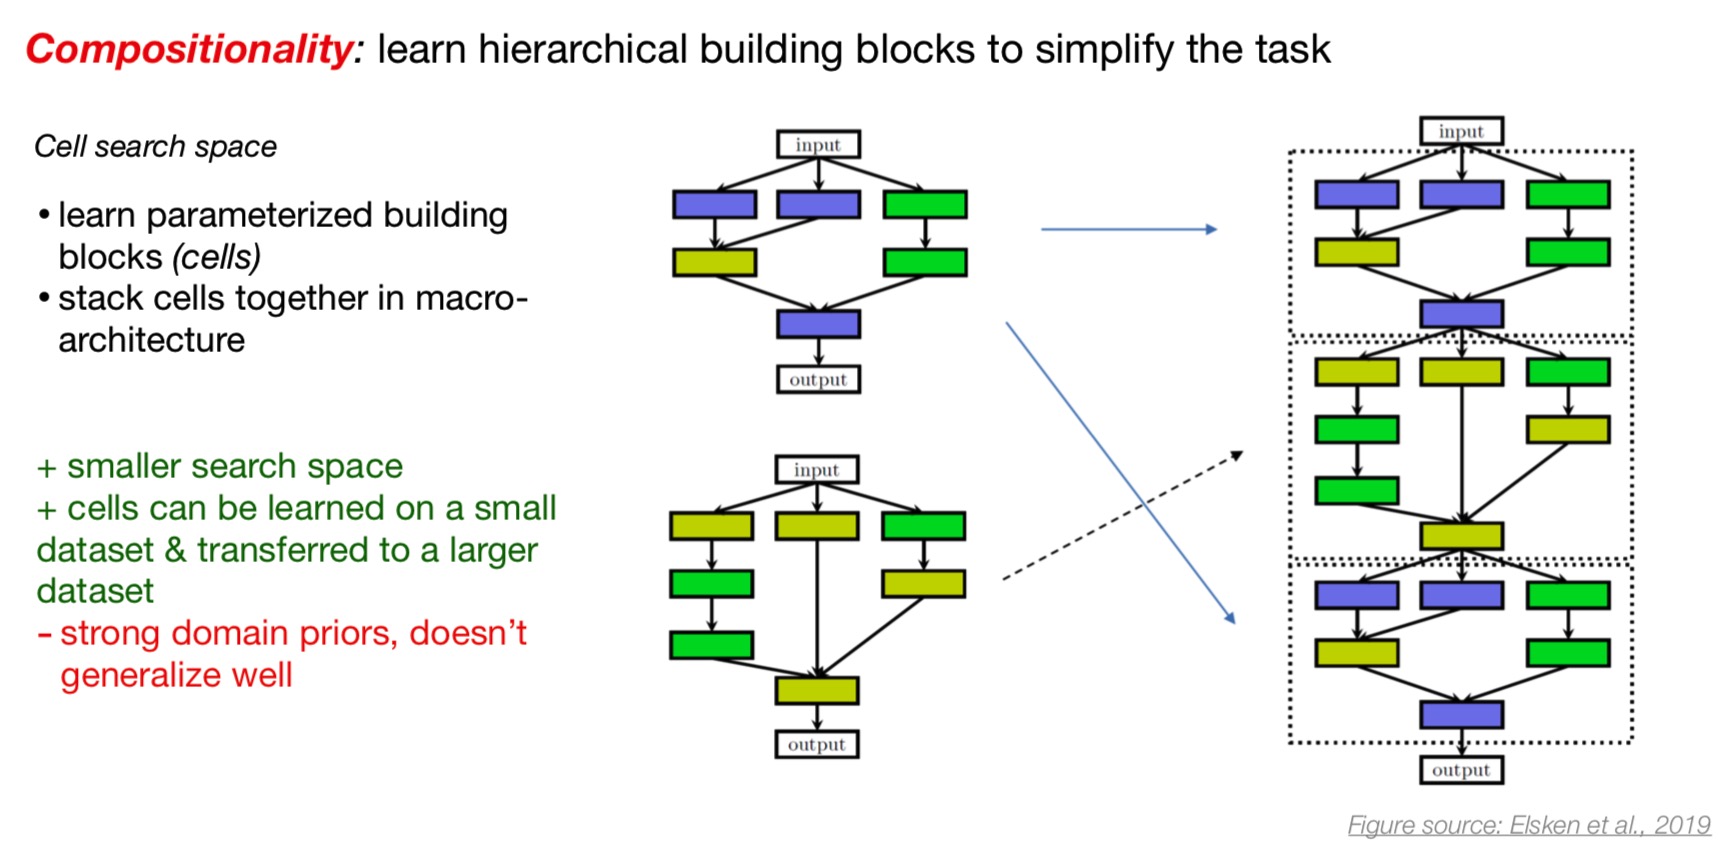 Compositionality: learn hierarchical building blocks to simplify the task
Cell search space
• learn parameterized building
blocks (cells)
• stack cells together in macro-
architecture
+ smaller search space
+ cells can be learned on a small
dataset & transferred to a larger
dataset
- strong domain priors, doesn’t
generalize well
input
output
input
output
input
output
Figure source: Elsken et al., 2019